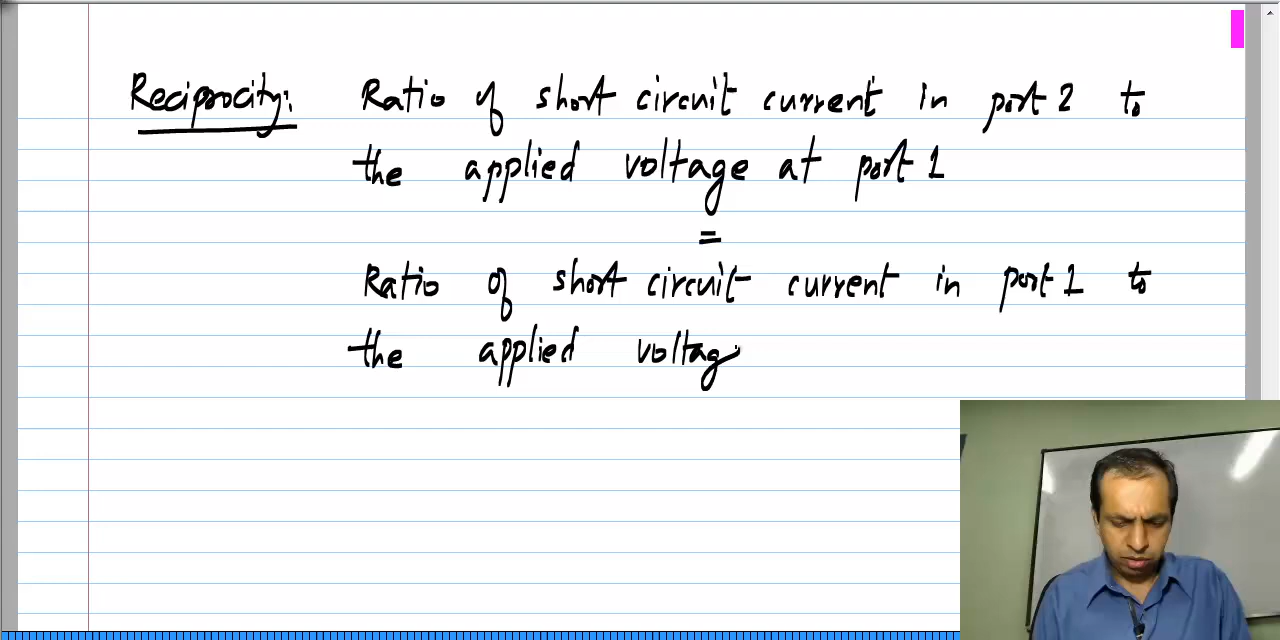 Reciprocity: Ratio of short circuit current in port 2 to
the applied voltage at port 1
=
Ratio of short circuit current in port 1 to
the applied voltag